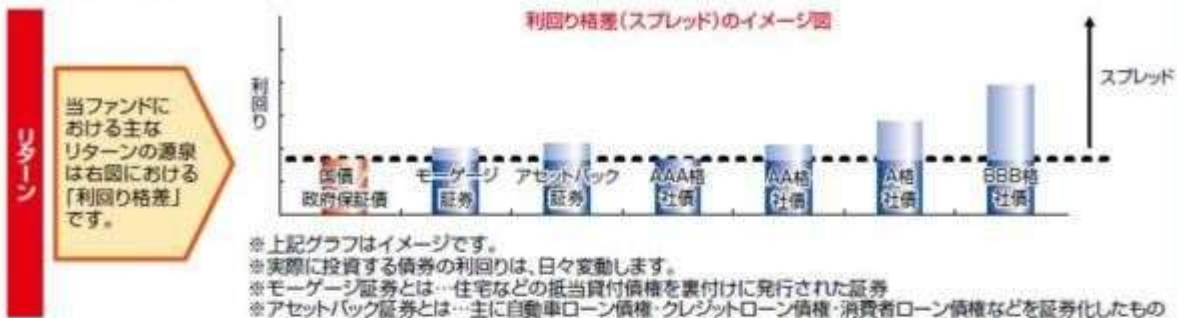 利回り格差(スプレッド)のイメージ図
リターン
当ファンドに
おける主な
リターンの源泉
は右図における
「利回り格差」
です。
利回り
スプレッド
国債
政府保証債
モーゲージ
証券
アセットバック
証券
AAA格
社債
AA格
社債
A格
社債
BBB格
社債
※上記グラフはイメージです。
※実際に投資する債券の利回りは、日々変動します。
※モーゲージ証券とは…住宅などの抵当貸付債権を裏付けに発行された証券
※アセットバック証券とは…主に自動車ローン債権・クレジットローン債権・消費者ローン債権などを証券化したもの